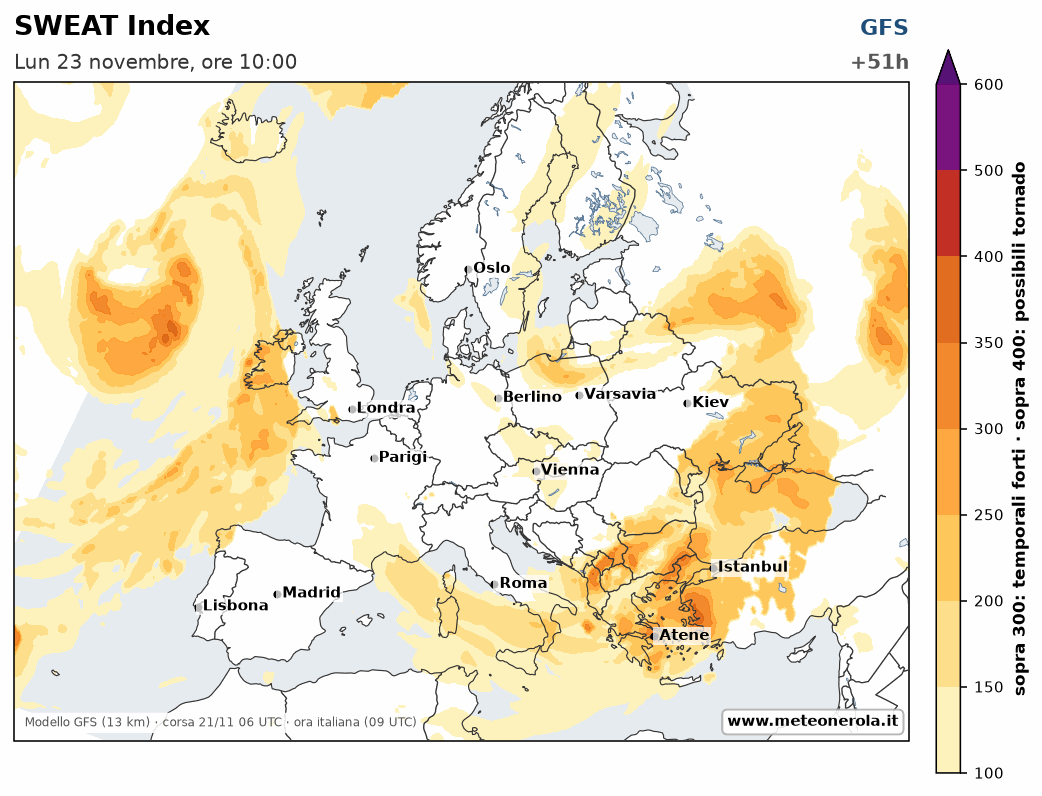 SWEAT Index
GFS
Lun 23 novembre, ore 10:00
+51h
600
500
400
350
300
250
200
150
100
sopra 300: temporali forti · sopra 400: possibili tornado
Oslo
Londra
Berlino
Varsavia
Kiev
Parigi
Vienna
Istanbul
Roma
Madrid
Lisbona
Atene
Modello GFS (13 km) · corsa 21/11 06 UTC · ora italiana (09 UTC)
www.meteonerola.it